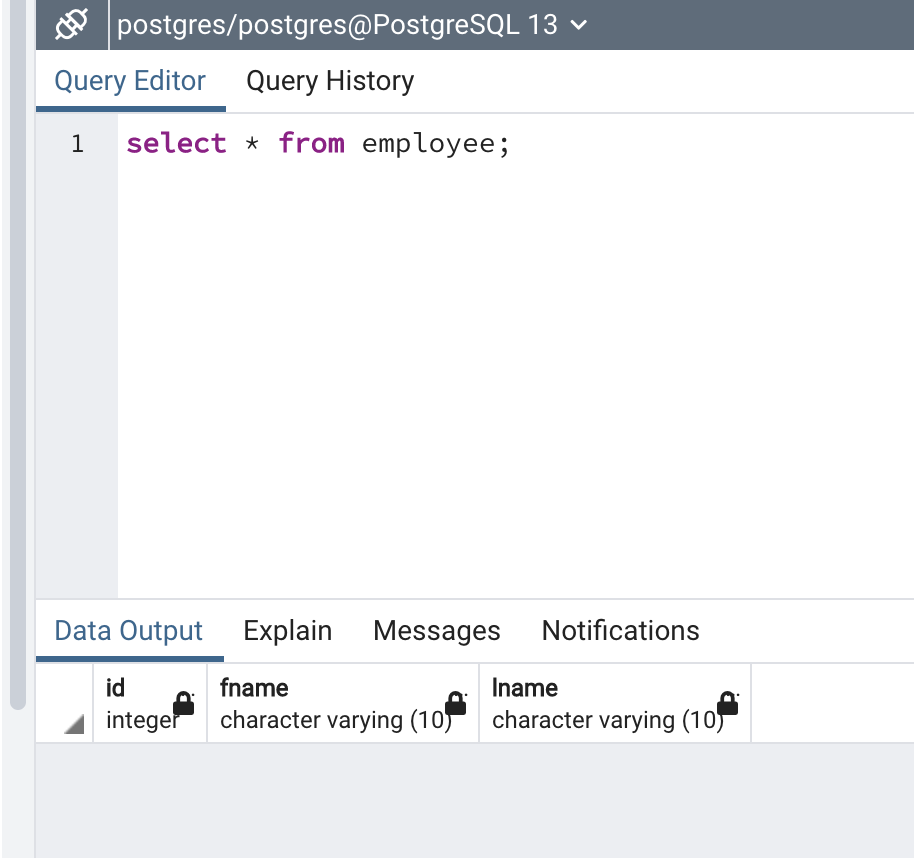 postgres/postgres@PostgreSQL 13
Query Editor Query History
1 select * from employee;
Data Output Explain Messages Notifications
id fname lname
integer character varying (10) character varying (10)